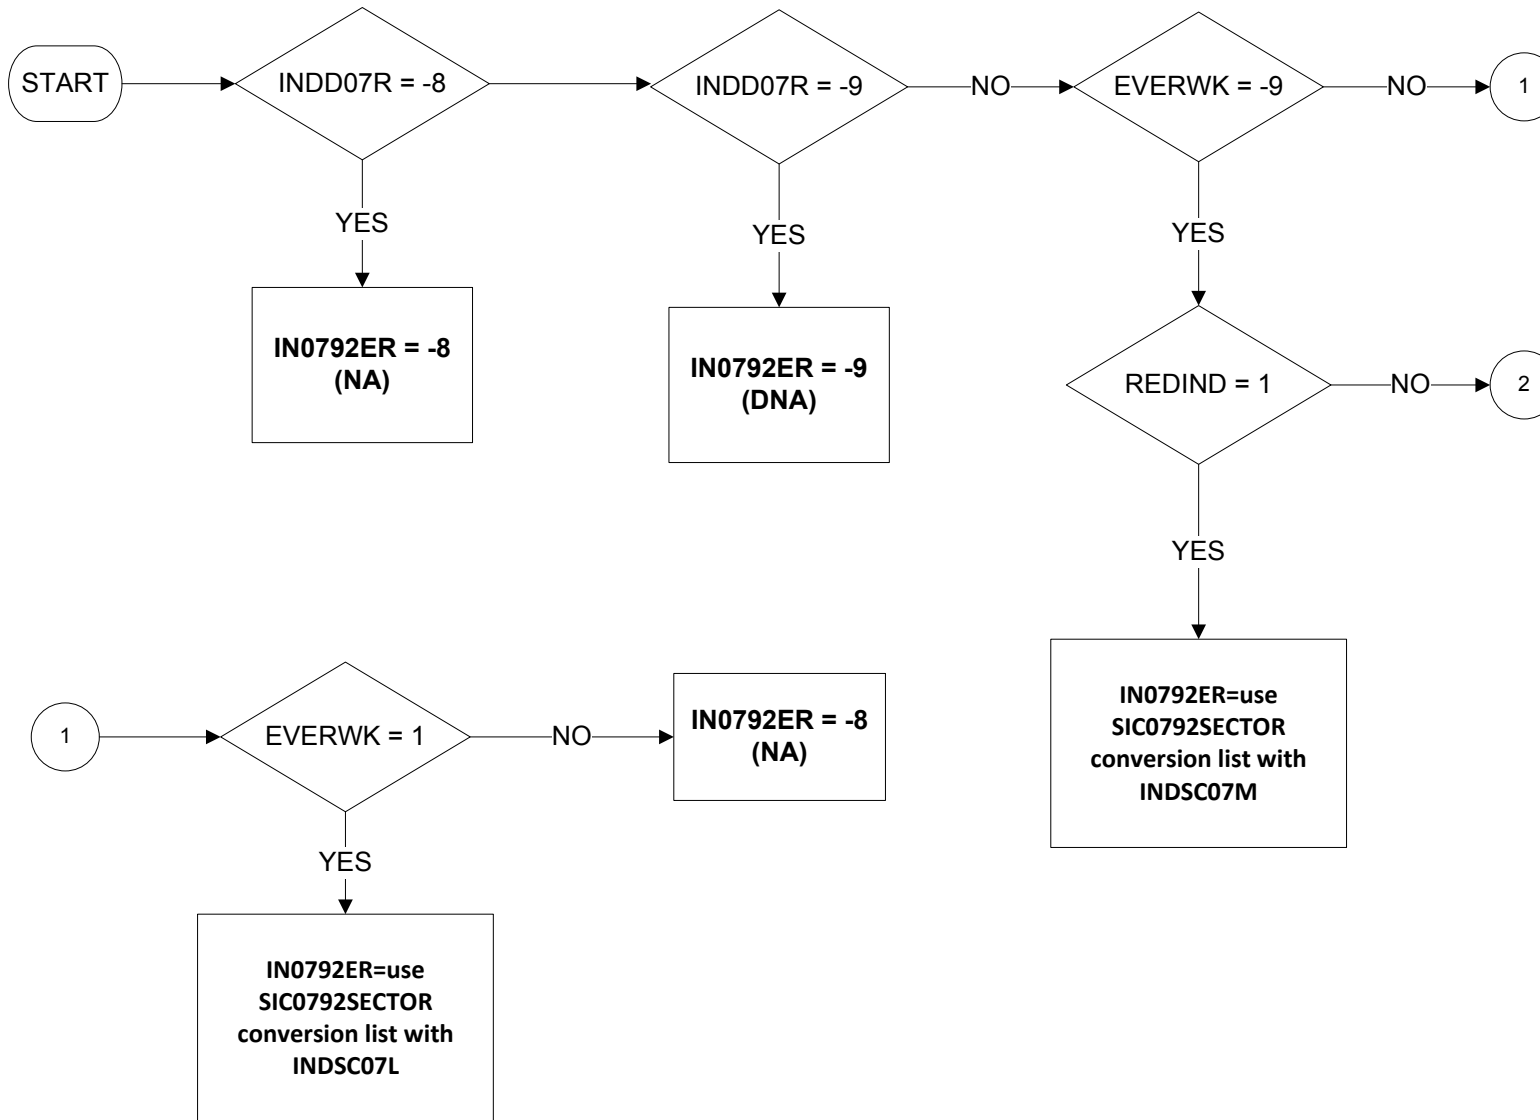 START
INDD07R = -8
INDD07R = -9
NO
EVERWK = -9
NO
1
YES
YES
YES
IN0792ER = -8
(NA)
IN0792ER = -9
(DNA)
REDIND = 1
NO
2
YES
1
EVERWK = 1
NO
IN0792ER = -8
(NA)
IN0792ER=use
SIC0792SECTOR
conversion list with
INDSC07M
YES
IN0792ER=use
SIC0792SECTOR
conversion list with
INDSC07L